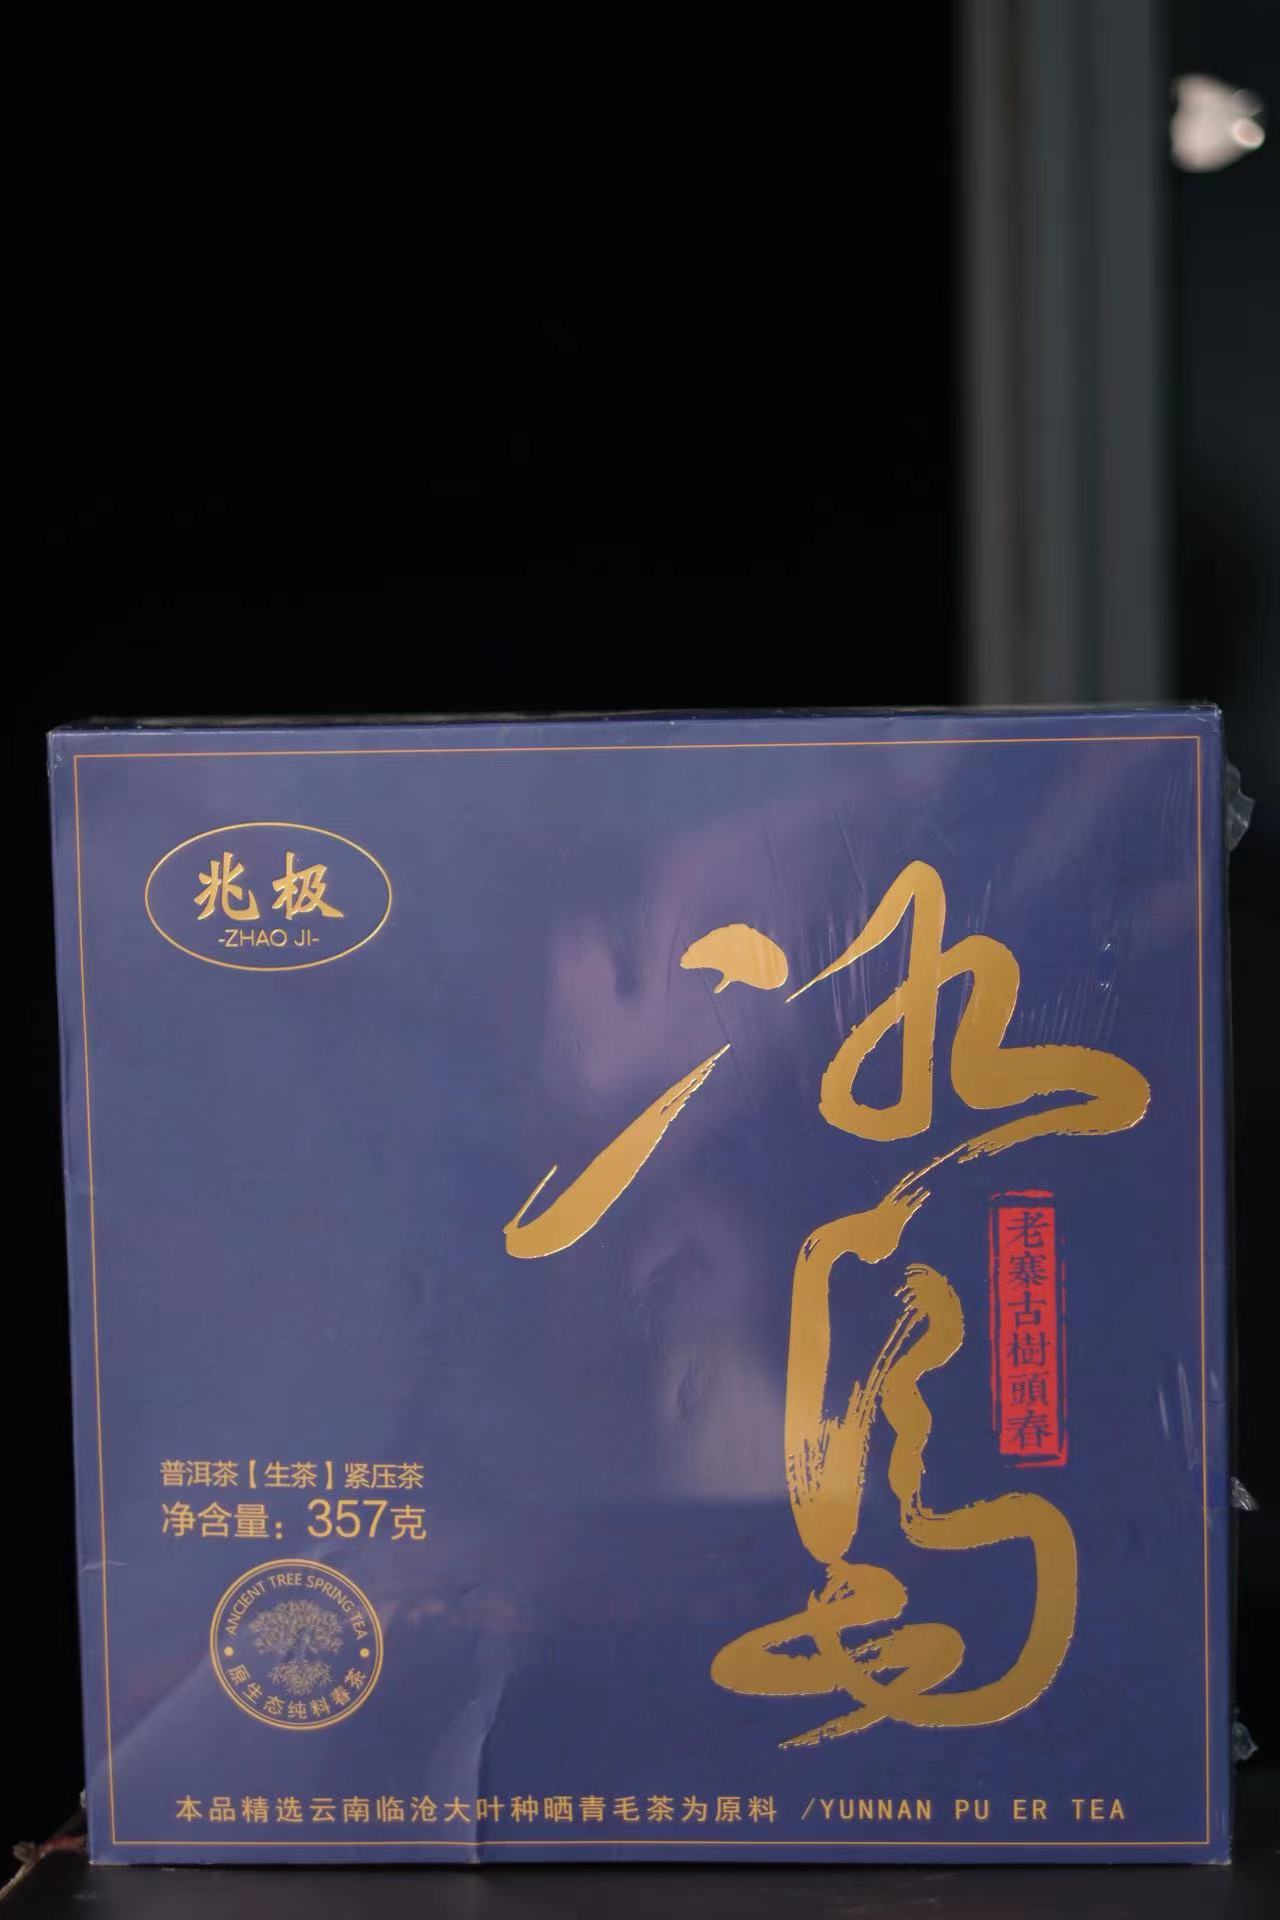 兆极
-ZHAO JI-
冰島
老寨古樹頭春
普洱茶【生茶】紧压茶
净含量：357克
ANCIENT TREE SPRING TEA
原生态纯料春茶
本品精选云南临沧大叶种晒青毛茶为原料 /YUNNAN PU ER TEA